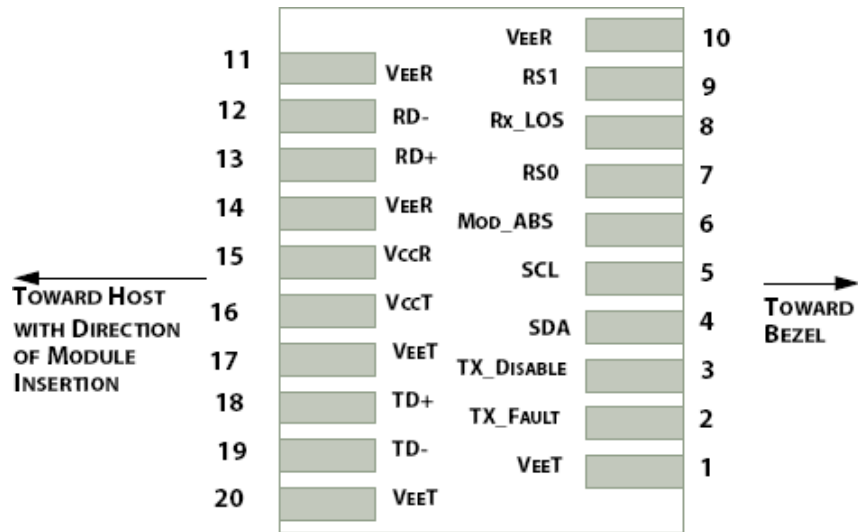 11 VEER
12 RD-
13 RD+
14 VEER
15 VCCR
16 VCCT
17 VEET
18 TD+
19 TD-
20 VEET
VEER 10
RS1 9
RX_LOS 8
RS0 7
MOD_ABS 6
SCL 5
SDA 4
TX_DISABLE 3
TX_FAULT 2
VEET 1
TOWARD HOST
WITH DIRECTION
OF MODULE
INSERTION
TOWARD
BEZEL